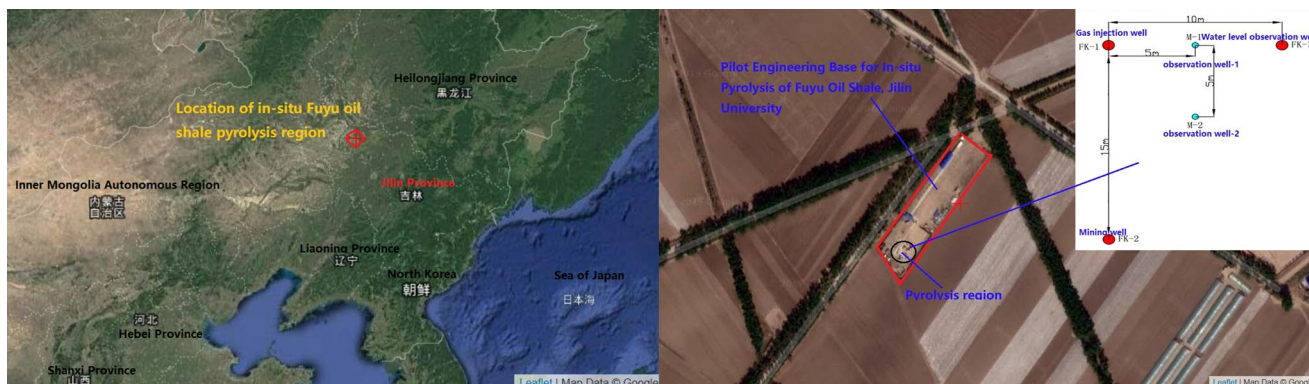 Heilongjiang Province
黑龙江
Location of in-situ Fuyu oil
shale pyrolysis region
Inner Mongolia Autonomous Region
内蒙古
自治区
Jilin Province
吉林
Liaoning Province
辽宁
North Korea
朝鲜
Sea of Japan
日本海
河北
Hebei Province
Shanxi Province
山西
Leaflet | Map Data © Google
Pilot Engineering Base for In-situ
Pyrolysis of Fuyu Oil Shale, Jilin
University
Pyrolysis region
10m
Gas injection well
M-1
Water level observation we
FK-1
5m
observation well-1
5m
M-2
observation well-2
15m
Mining well
FK-2
Leaflet | Map Data © Google